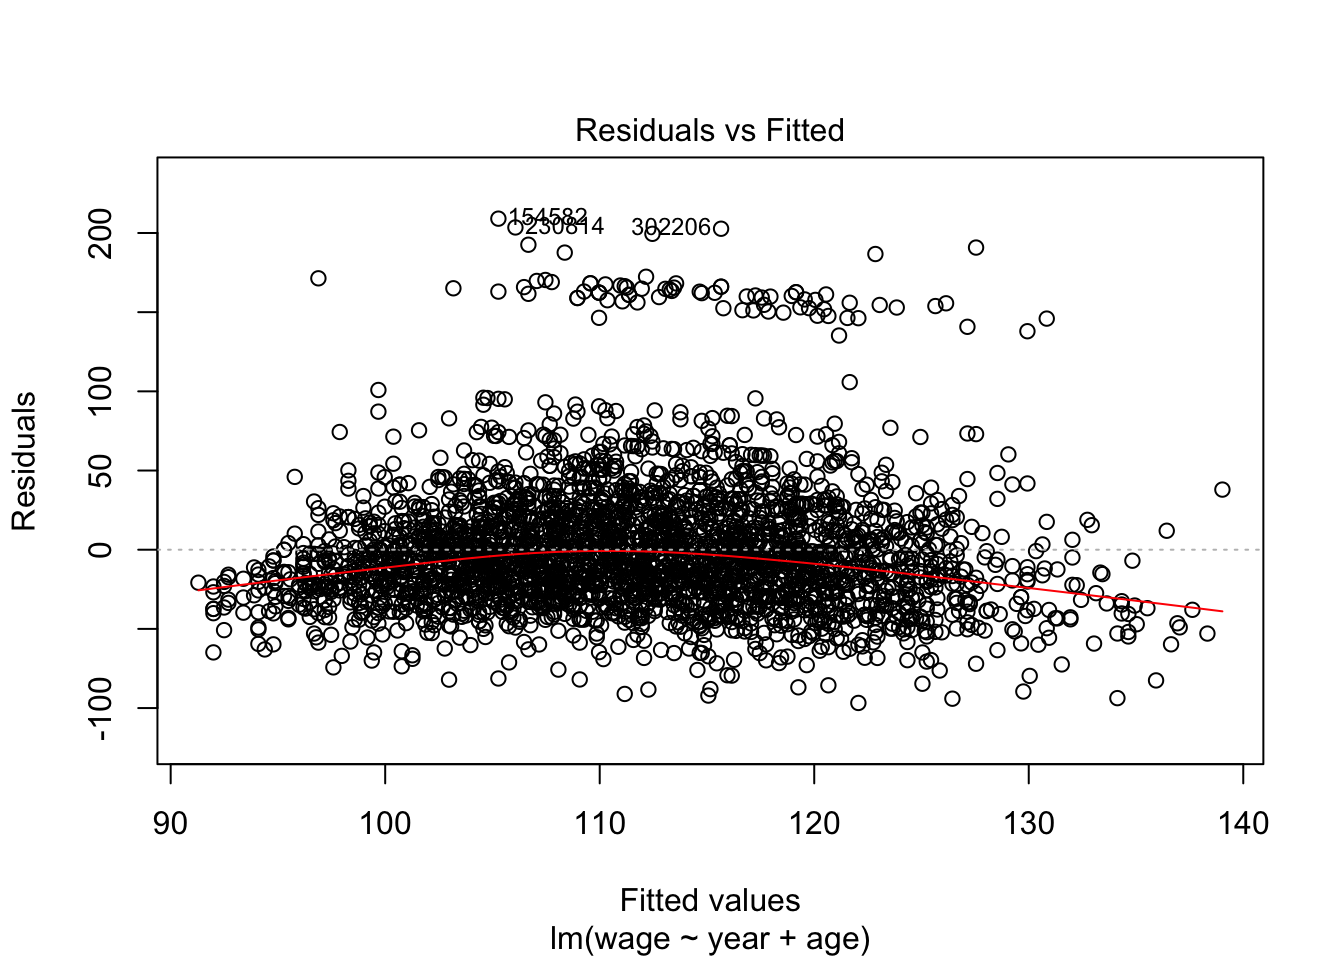 Residuals vs Fitted
154582
230814
302206
200
100
50
0
-100
Residuals
90 100 110 120 130 140
Fitted values
lm(wage ~ year + age)